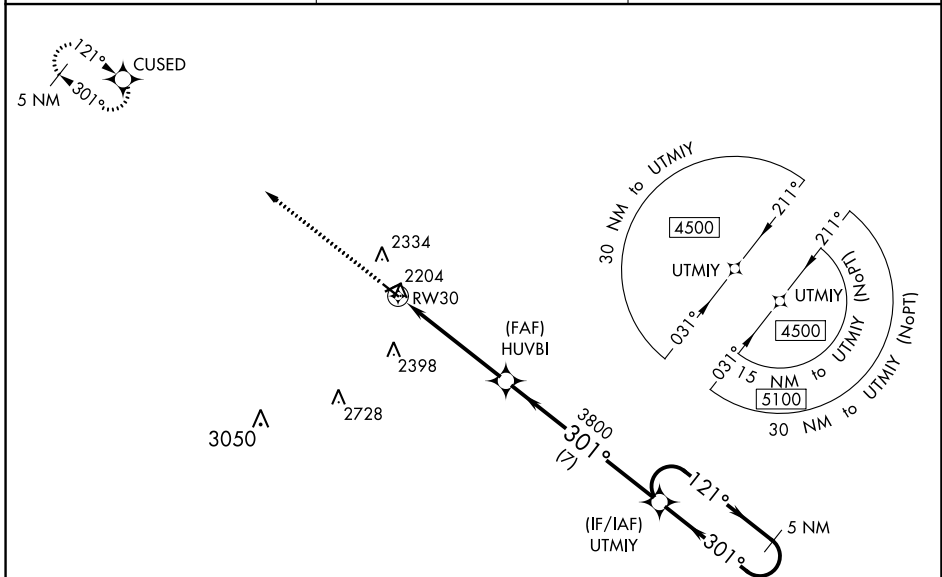 121°
CUSED
301°
5 NM
30 NM to UTMIY
4500
211°
UTMIY
031°
211°
UTMIY
4500
031°
15 NM to UTMIY (NoPT)
5100
30 NM to UTMIY (NoPT)
2334
2204
RW30
(FAF)
HUVBI
2398
2728
3050
3800
301°
(7)
121°
5 NM
(IF/IAF)
UTMIY
301°